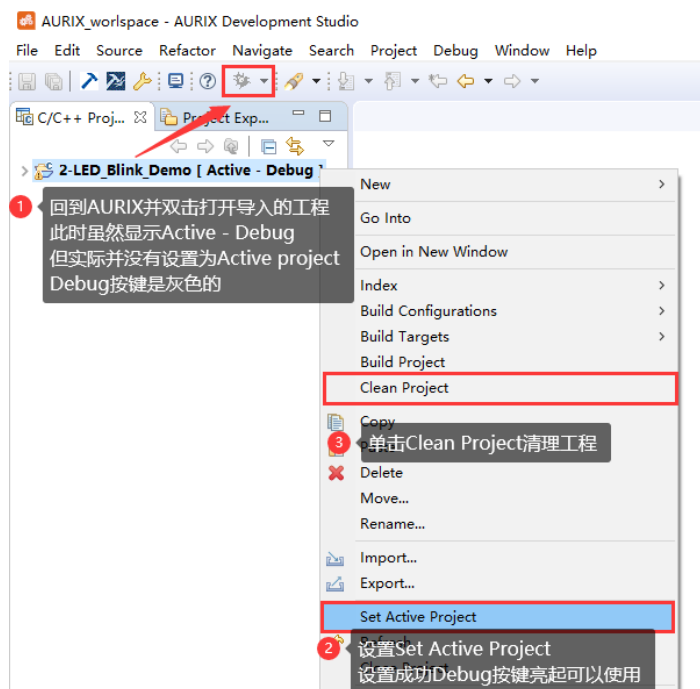 AURIX_worlspace - AURIX Development Studio
File Edit Source Refactor Navigate Search Project Debug Window Help
C/C++ Proj... Project Exp...
2-LED_Blink_Demo [ Active - Debug ]
1
回到AURIX并双击打开导入的工程
此时虽然显示Active - Debug
但实际并没有设置为Active project
Debug按键是灰色的
New
Go Into
Open in New Window
Index
Build Configurations
Build Targets
Build Project
Clean Project
Copy
3 单击Clean Project清理工程
Delete
Move...
Rename...
Import...
Export...
Set Active Project
2 设置Set Active Project
设置成功Debug按键亮起可以使用